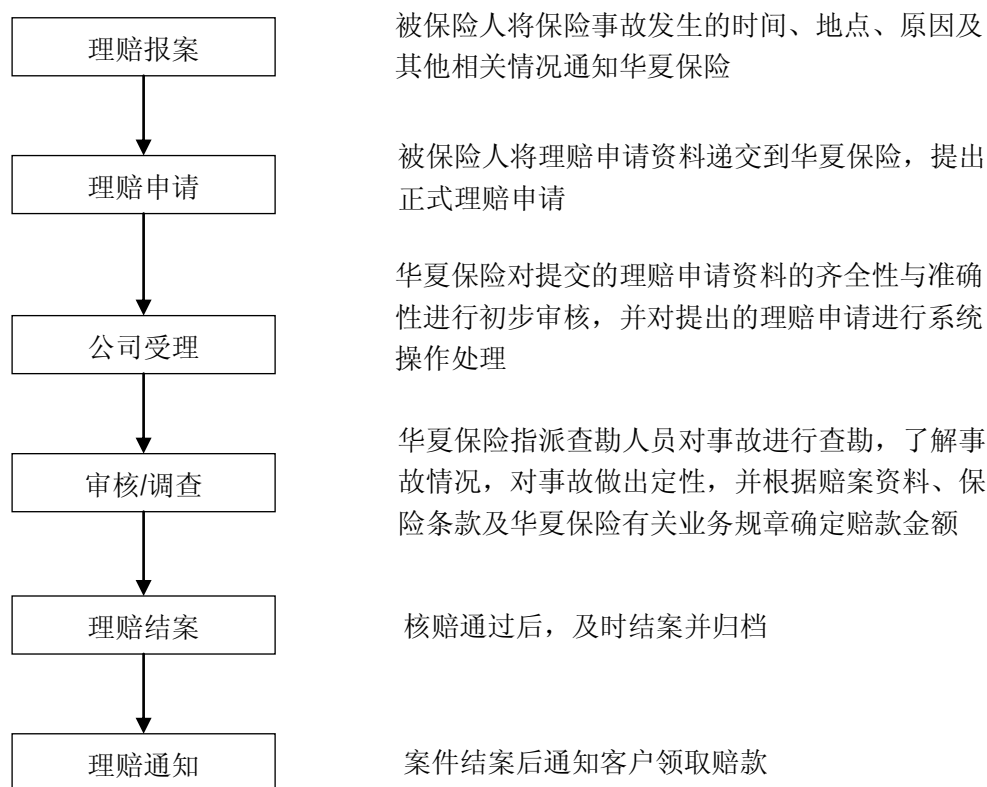 理赔报案
被保险人将保险事故发生的时间、地点、原因及
其他相关情况通知华夏保险
理赔申请
被保险人将理赔申请资料递交到华夏保险，提出
正式理赔申请
公司受理
华夏保险对提交的理赔申请资料的齐全性与准确
性进行初步审核，并对提出的理赔申请进行系统
操作处理
审核/调查
华夏保险指派查勘人员对事故进行查勘，了解事
故情况，对事故做出定性，并根据赔案资料、保
险条款及华夏保险有关业务规章确定赔款金额
理赔结案
核赔通过后，及时结案并归档
理赔通知
案件结案后通知客户领取赔款